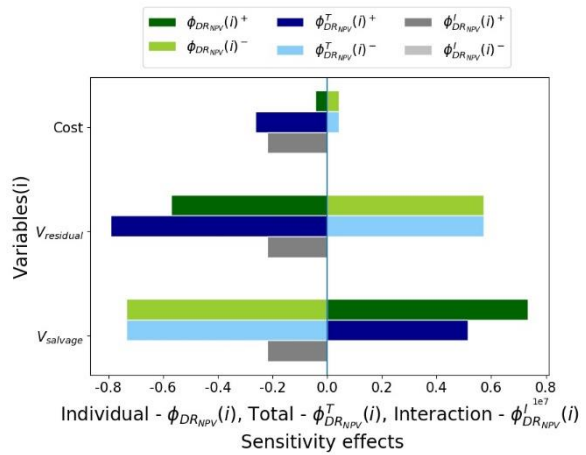 ϕ_{DR_{NPV}}(i)⁺ ϕ^T_{DR_{NPV}}(i)⁺ ϕ^I_{DR_{NPV}}(i)⁺
ϕ_{DR_{NPV}}(i)⁻ ϕ^T_{DR_{NPV}}(i)⁻ ϕ^I_{DR_{NPV}}(i)⁻
Variables(i)
Cost
V_{residual}
V_{salvage}
-0.8 -0.6 -0.4 -0.2 0.0 0.2 0.4 0.6 0.8
1e7
Individual - ϕ_{DR_{NPV}}(i), Total - ϕ^T_{DR_{NPV}}(i), Interaction - ϕ^I_{DR_{NPV}}(i)
Sensitivity effects